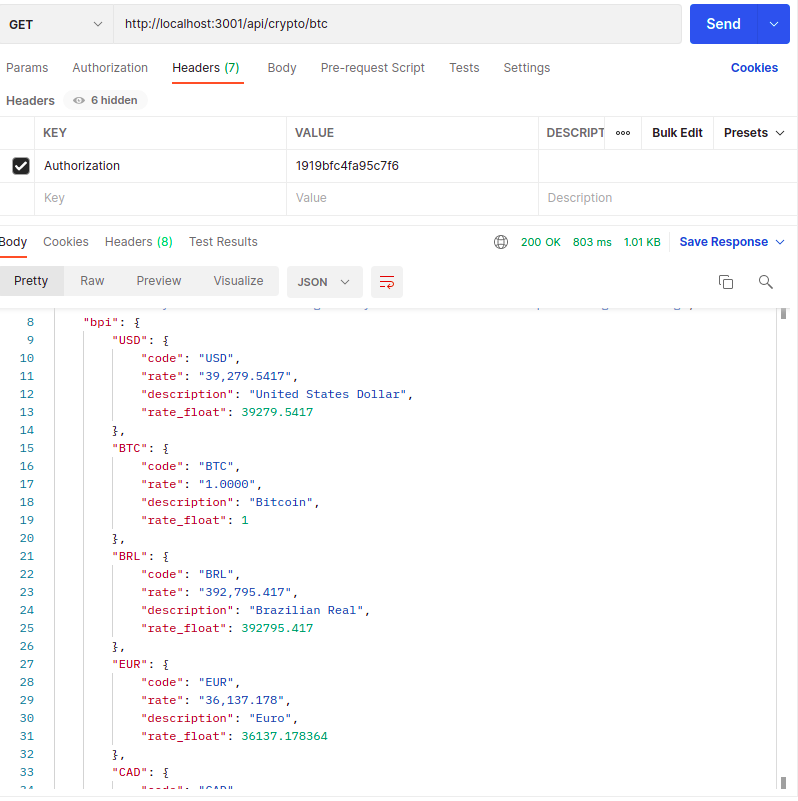 GET http://localhost:3001/api/crypto/btc Send
Params Authorization Headers (7) Body Pre-request Script Tests Settings Cookies
Headers 6 hidden
KEY VALUE DESCRIPT ooo Bulk Edit Presets
Authorization 1919bfc4fa95c7f6
Key Value Description
Body Cookies Headers (8) Test Results 200 OK 803 ms 1.01 KB Save Response
Pretty Raw Preview Visualize JSON
8 "bpi": {
9 "USD": {
10 "code": "USD",
11 "rate": "39,279.5417",
12 "description": "United States Dollar",
13 "rate_float": 39279.5417
14 },
15 "BTC": {
16 "code": "BTC",
17 "rate": "1.0000",
18 "description": "Bitcoin",
19 "rate_float": 1
20 },
21 "BRL": {
22 "code": "BRL",
23 "rate": "392,795.417",
24 "description": "Brazilian Real",
25 "rate_float": 392795.417
26 },
27 "EUR": {
28 "code": "EUR",
29 "rate": "36,137.178",
30 "description": "Euro",
31 "rate_float": 36137.178364
32 },
33 "CAD": {
34 "code": "CAD"